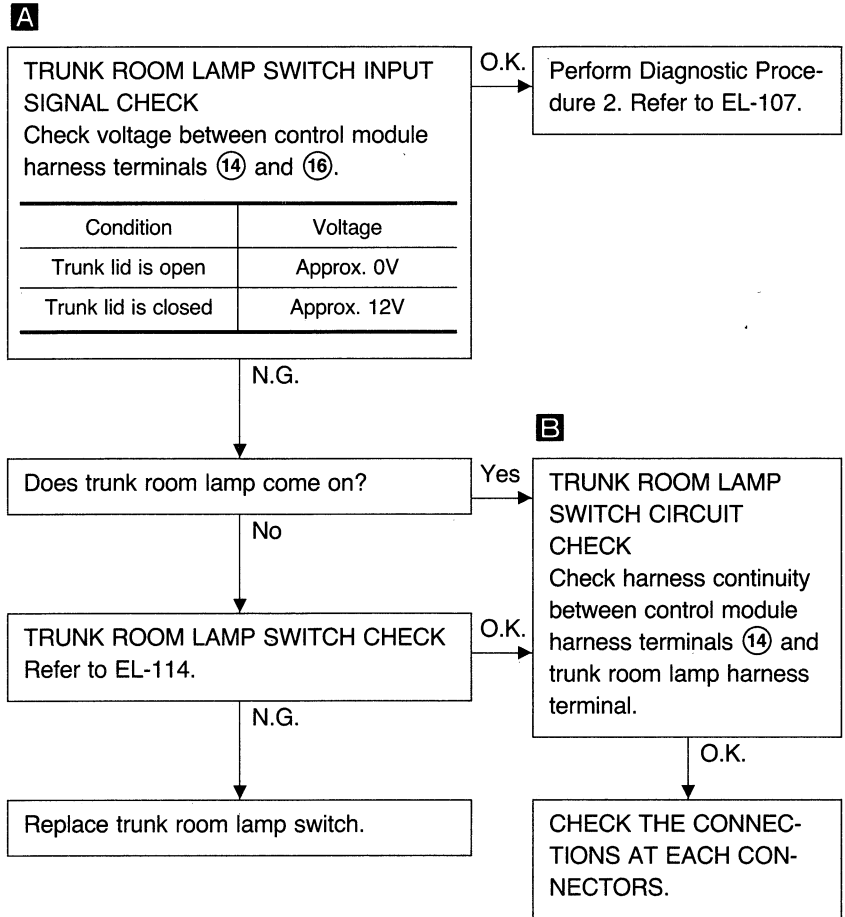 A
TRUNK ROOM LAMP SWITCH INPUT
SIGNAL CHECK
Check voltage between control module
harness terminals ⑭ and ⑯.
Condition Voltage
Trunk lid is open Approx. 0V
Trunk lid is closed Approx. 12V
O.K.
Perform Diagnostic Proce-
dure 2. Refer to EL-107.
N.G.
Does trunk room lamp come on?
Yes
No
B
TRUNK ROOM LAMP
SWITCH CIRCUIT
CHECK
Check harness continuity
between control module
harness terminals ⑭ and
trunk room lamp harness
terminal.
TRUNK ROOM LAMP SWITCH CHECK
Refer to EL-114.
O.K.
N.G.
O.K.
Replace trunk room lamp switch.
CHECK THE CONNEC-
TIONS AT EACH CON-
NECTORS.